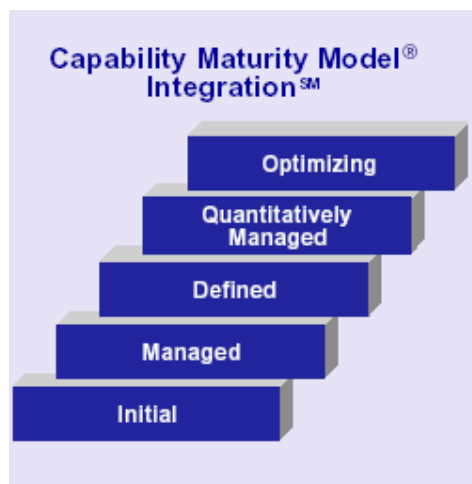 Capability Maturity Model®
Integration℠
Optimizing
Quantitatively
Managed
Defined
Managed
Initial